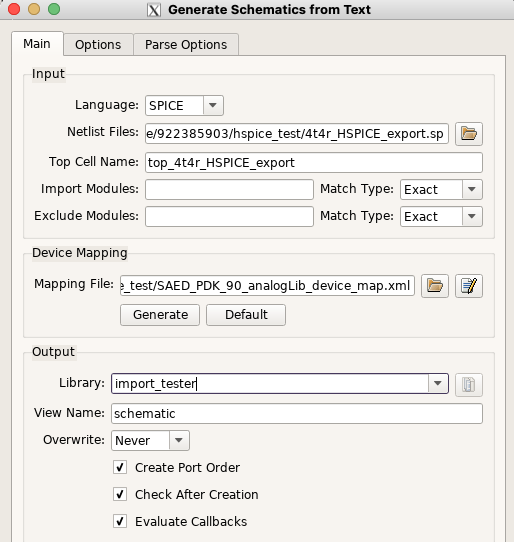 Generate Schematics from Text
Main Options Parse Options
Input
Language: SPICE
Netlist Files: e/922385903/hspice_test/4t4r_HSPICE_export.sp
Top Cell Name: top_4t4r_HSPICE_export
Import Modules: Match Type: Exact
Exclude Modules: Match Type: Exact
Device Mapping
Mapping File: e_test/SAED_PDK_90_analogLib_device_map.xml
Generate Default
Output
Library: import_tester
View Name: schematic
Overwrite: Never
Create Port Order
Check After Creation
Evaluate Callbacks